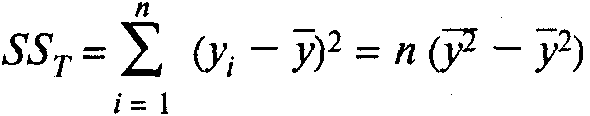 $SS_T = \sum_{i=1}^{n} (y_i - \overline{y})^2 = n (\overline{y^2} - \overline{y}^2)$